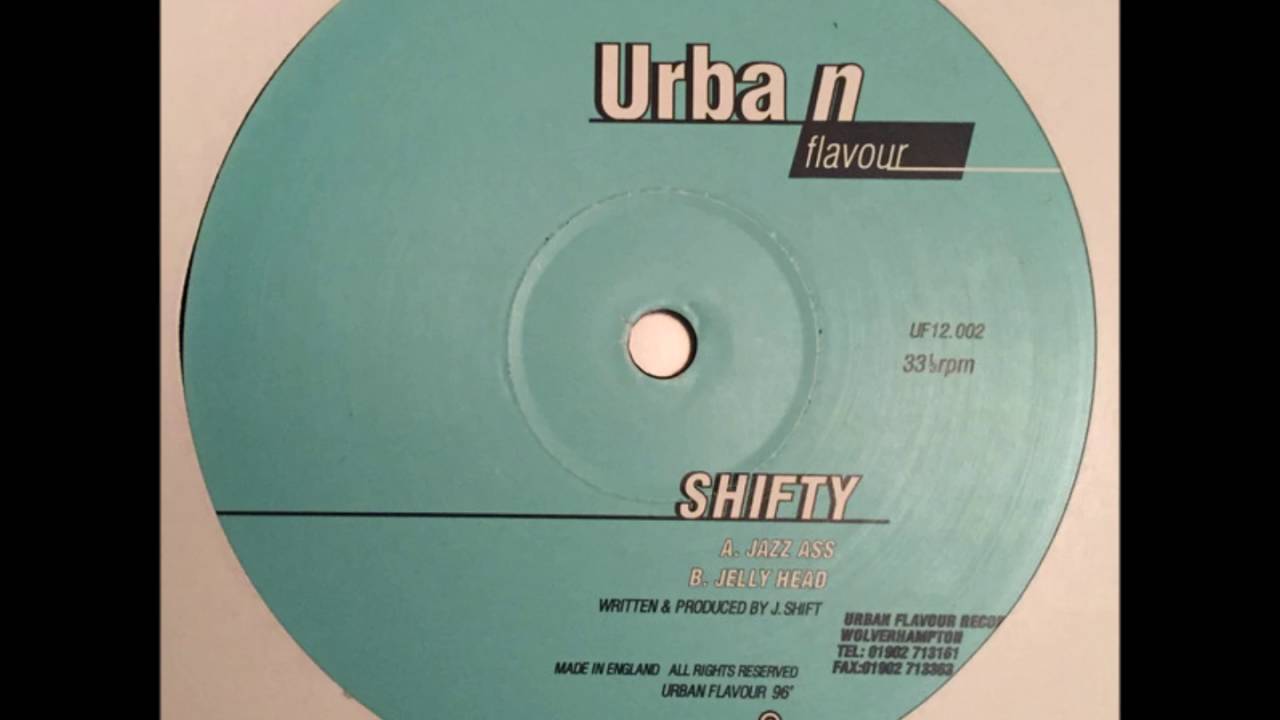 Urban
flavour
UF12.002
33⅓rpm
SHIFTY
A. JAZZ ASS
B. JELLY HEAD
WRITTEN & PRODUCED BY J. SHIFT
URBAN FLAVOUR
WOLVERHAMPTON
TEL: 01902 713161
FAX:01902 713363
MADE IN ENGLAND ALL RIGHTS RESERVED
URBAN FLAVOUR 96'